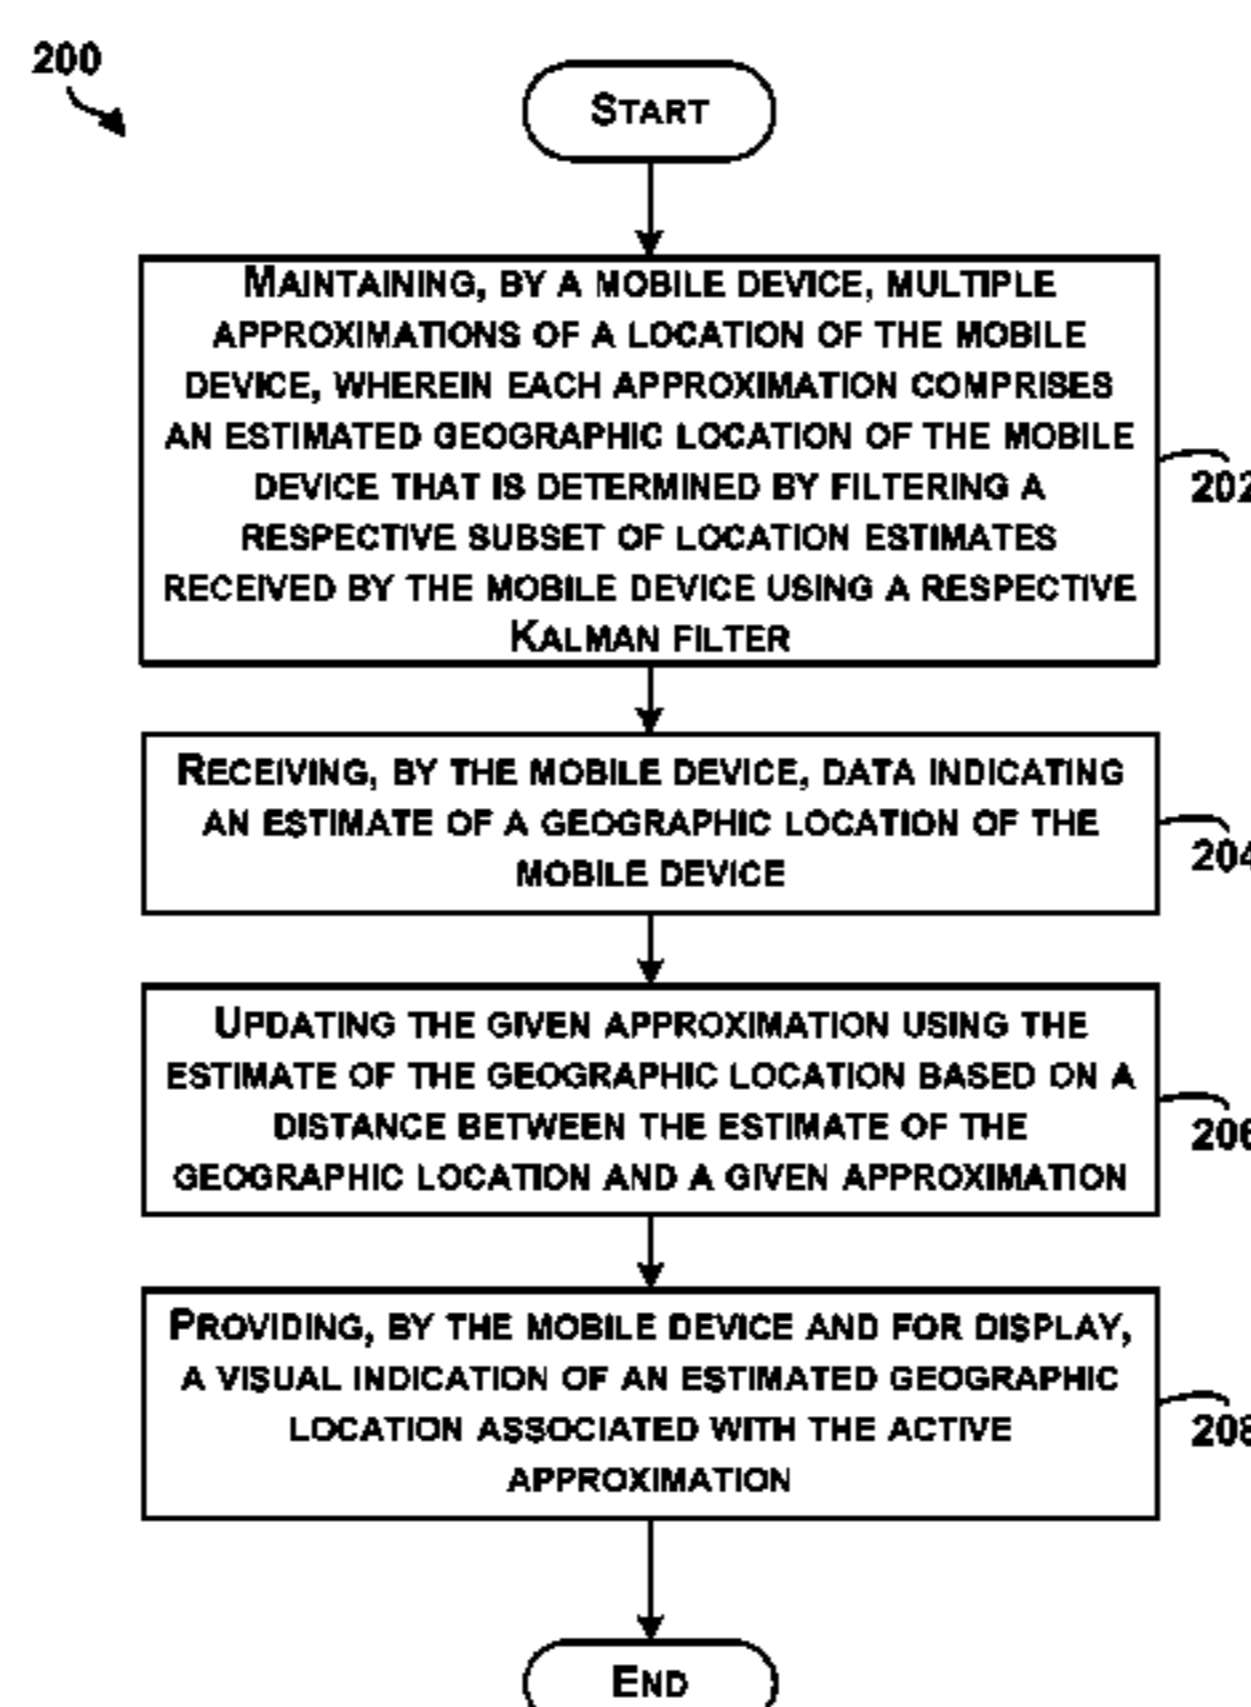 200
START
MAINTAINING, BY A MOBILE DEVICE, MULTIPLE
APPROXIMATIONS OF A LOCATION OF THE MOBILE
DEVICE, WHEREIN EACH APPROXIMATION COMPRISES
AN ESTIMATED GEOGRAPHIC LOCATION OF THE MOBILE
DEVICE THAT IS DETERMINED BY FILTERING A
RESPECTIVE SUBSET OF LOCATION ESTIMATES
RECEIVED BY THE MOBILE DEVICE USING A RESPECTIVE
KALMAN FILTER
202
RECEIVING, BY THE MOBILE DEVICE, DATA INDICATING
AN ESTIMATE OF A GEOGRAPHIC LOCATION OF THE
MOBILE DEVICE
204
UPDATING THE GIVEN APPROXIMATION USING THE
ESTIMATE OF THE GEOGRAPHIC LOCATION BASED ON A
DISTANCE BETWEEN THE ESTIMATE OF THE
GEOGRAPHIC LOCATION AND A GIVEN APPROXIMATION
206
PROVIDING, BY THE MOBILE DEVICE AND FOR DISPLAY,
A VISUAL INDICATION OF AN ESTIMATED GEOGRAPHIC
LOCATION ASSOCIATED WITH THE ACTIVE
APPROXIMATION
208
END